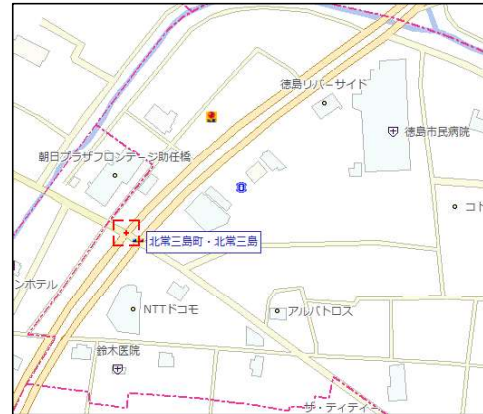 徳島リバーサイド
徳島市民病院
朝日プラザフロンテージ助任橋
コト
北常三島町・北常三島
ンホテル
NTTドコモ
アルバトロス
鈴木医院
ザ・ティティ